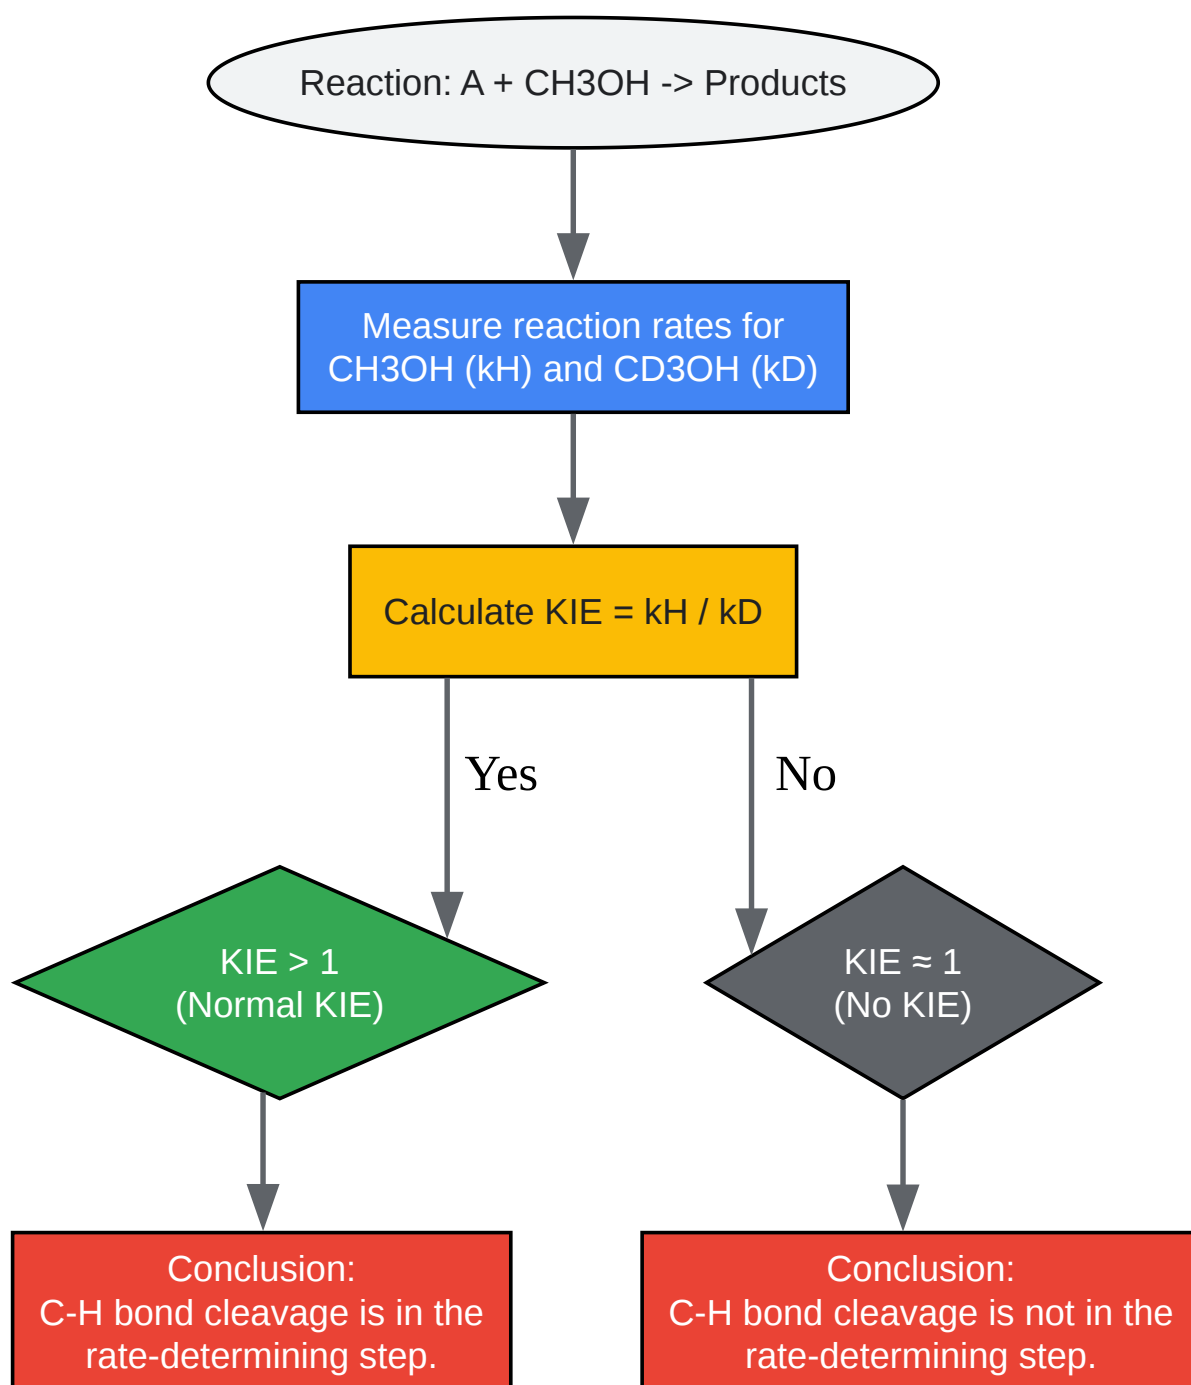 Reaction: A + CH3OH -> Products
Measure reaction rates for
CH3OH (kH) and CD3OH (kD)
Calculate KIE = kH / kD
Yes
No
KIE > 1
(Normal KIE)
KIE ≈ 1
(No KIE)
Conclusion:
C-H bond cleavage is in the
rate-determining step.
Conclusion:
C-H bond cleavage is not in the
rate-determining step.